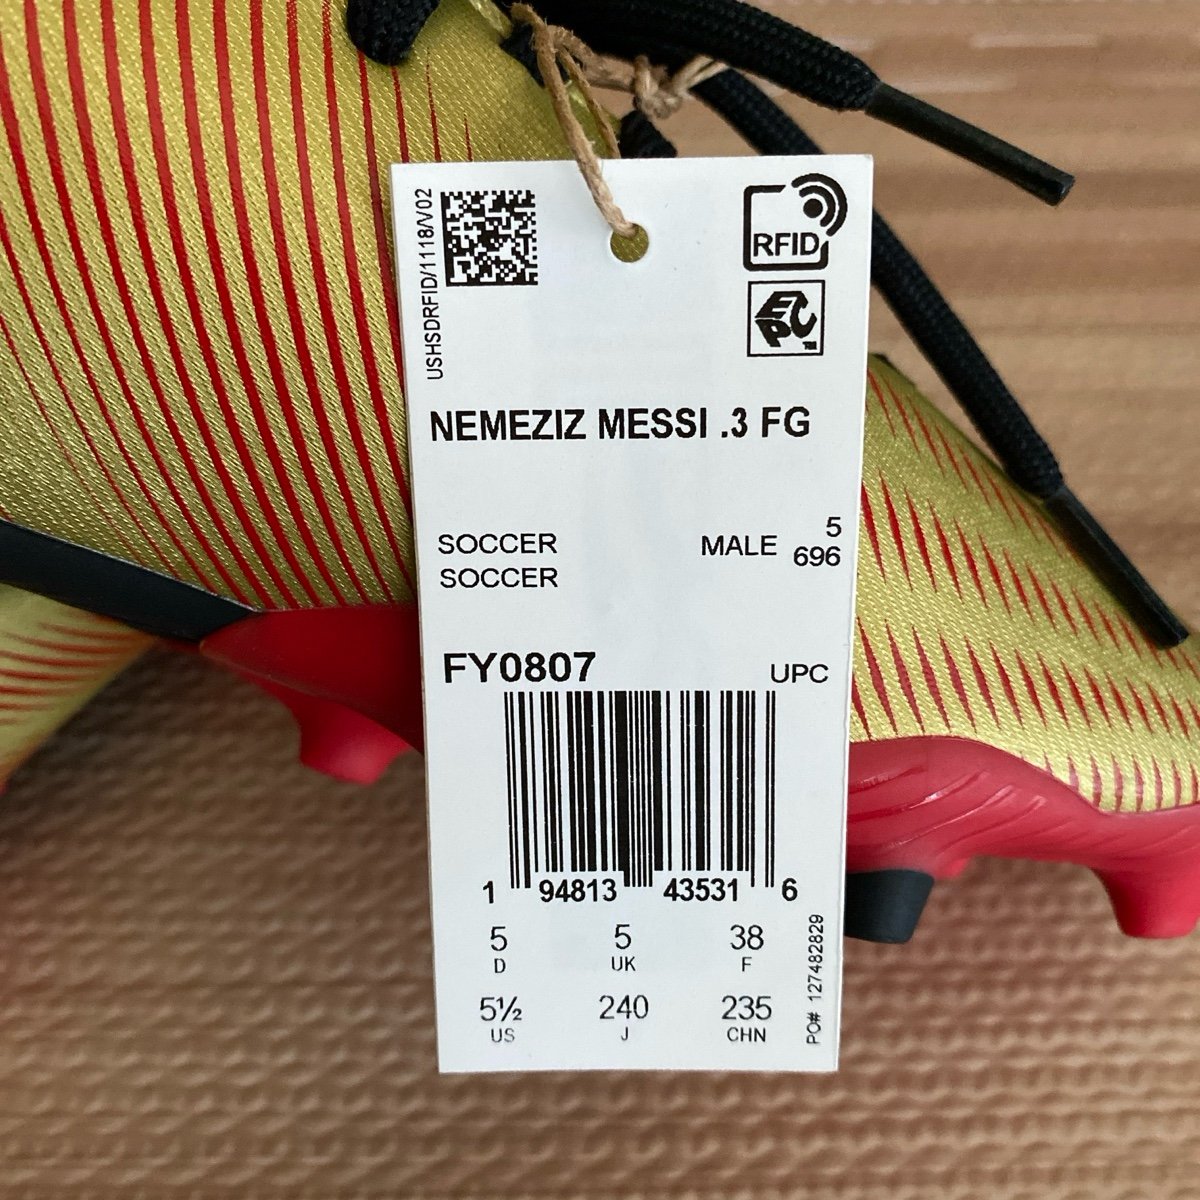 USHSDRFID/1118/V02
RFID
EPC
TM
NEMEZIZ MESSI .3 FG
SOCCER
SOCCER
MALE
5
696
FY0807
UPC
1 94813 43531 6
5 5 38
D UK F
5½ 240 235
US J CHN
PO# 127482829